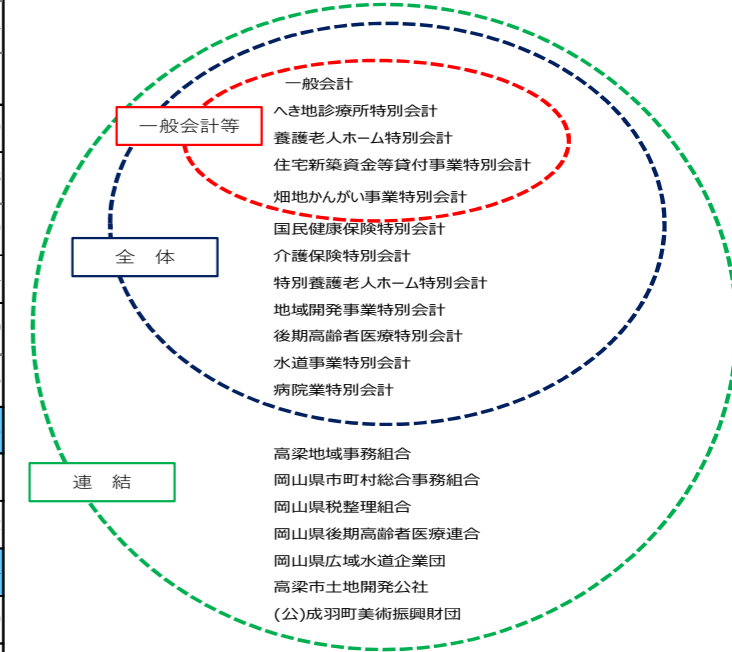 一般会計
へき地診療所特別会計
一般会計等
養護老人ホーム特別会計
住宅新築資金等貸付事業特別会計
畑地かんがい事業特別会計
国民健康保険特別会計
全 体
介護保険特別会計
特別養護老人ホーム特別会計
地域開発事業特別会計
後期高齢者医療特別会計
水道事業特別会計
病院業特別会計
高梁地域事務組合
連 結
岡山県市町村総合事務組合
岡山県税整理組合
岡山県後期高齢者医療連合
岡山県広域水道企業団
高梁市土地開発公社
(公)成羽町美術振興財団